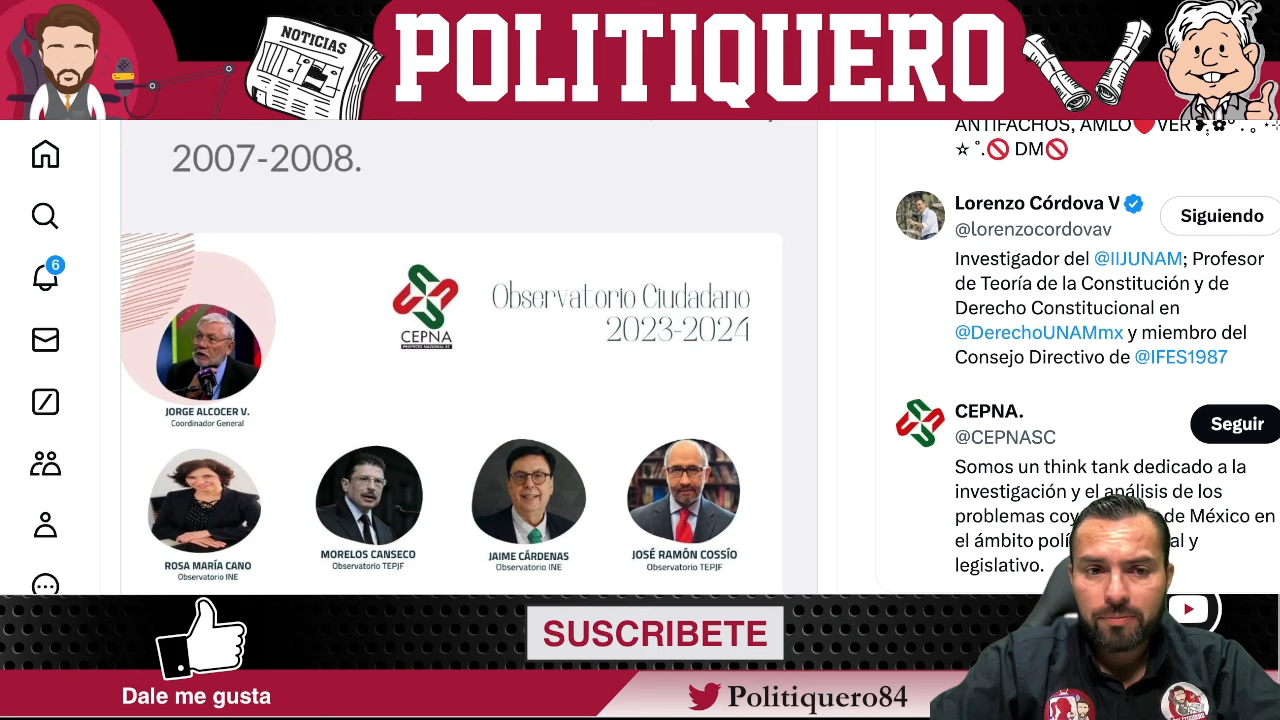 NOTICIAS
POLITIQUERO
2007-2008.
6
CEPNA
Observatorio Ciudadano
2023-2024
JORGE ALCOCER V.
Coordinador General
ROSA MARÍA CANO
Observatorio INE
MORELOS CANSECO
Observatorio TEPJF
JAIME CÁRDENAS
Observatorio INE
JOSÉ RAMÓN COSSÍO
Observatorio TEPJF
ANTIFACHOS, AMLO❤️VER
DM
Lorenzo Córdova V
@lorenzocordovav
Siguiendo
Investigador del @IIJUNAM; Profesor
de Teoría de la Constitución y de
Derecho Constitucional en
@DerechoUNAMmx y miembro del
Consejo Directivo de @IFES1987
CEPNA.
@CEPNASC
Seguir
Somos un think tank dedicado a la
investigación y el análisis de los
problemas de México en
el ámbito y
legislativo.
SUSCRIBETE
Dale me gusta
Politiquero84